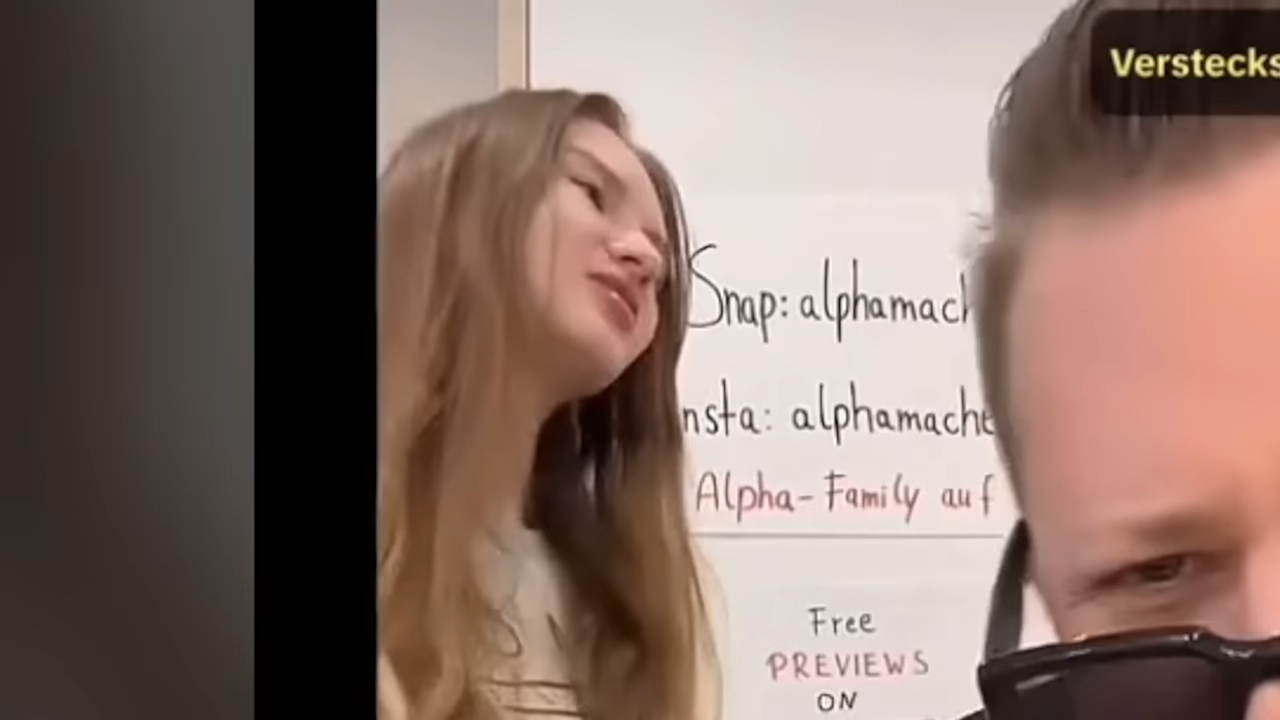 Verstecks
Snap: alphamach
nsta: alphamache
Alpha-Family auf
Free
PREVIEWS
ON